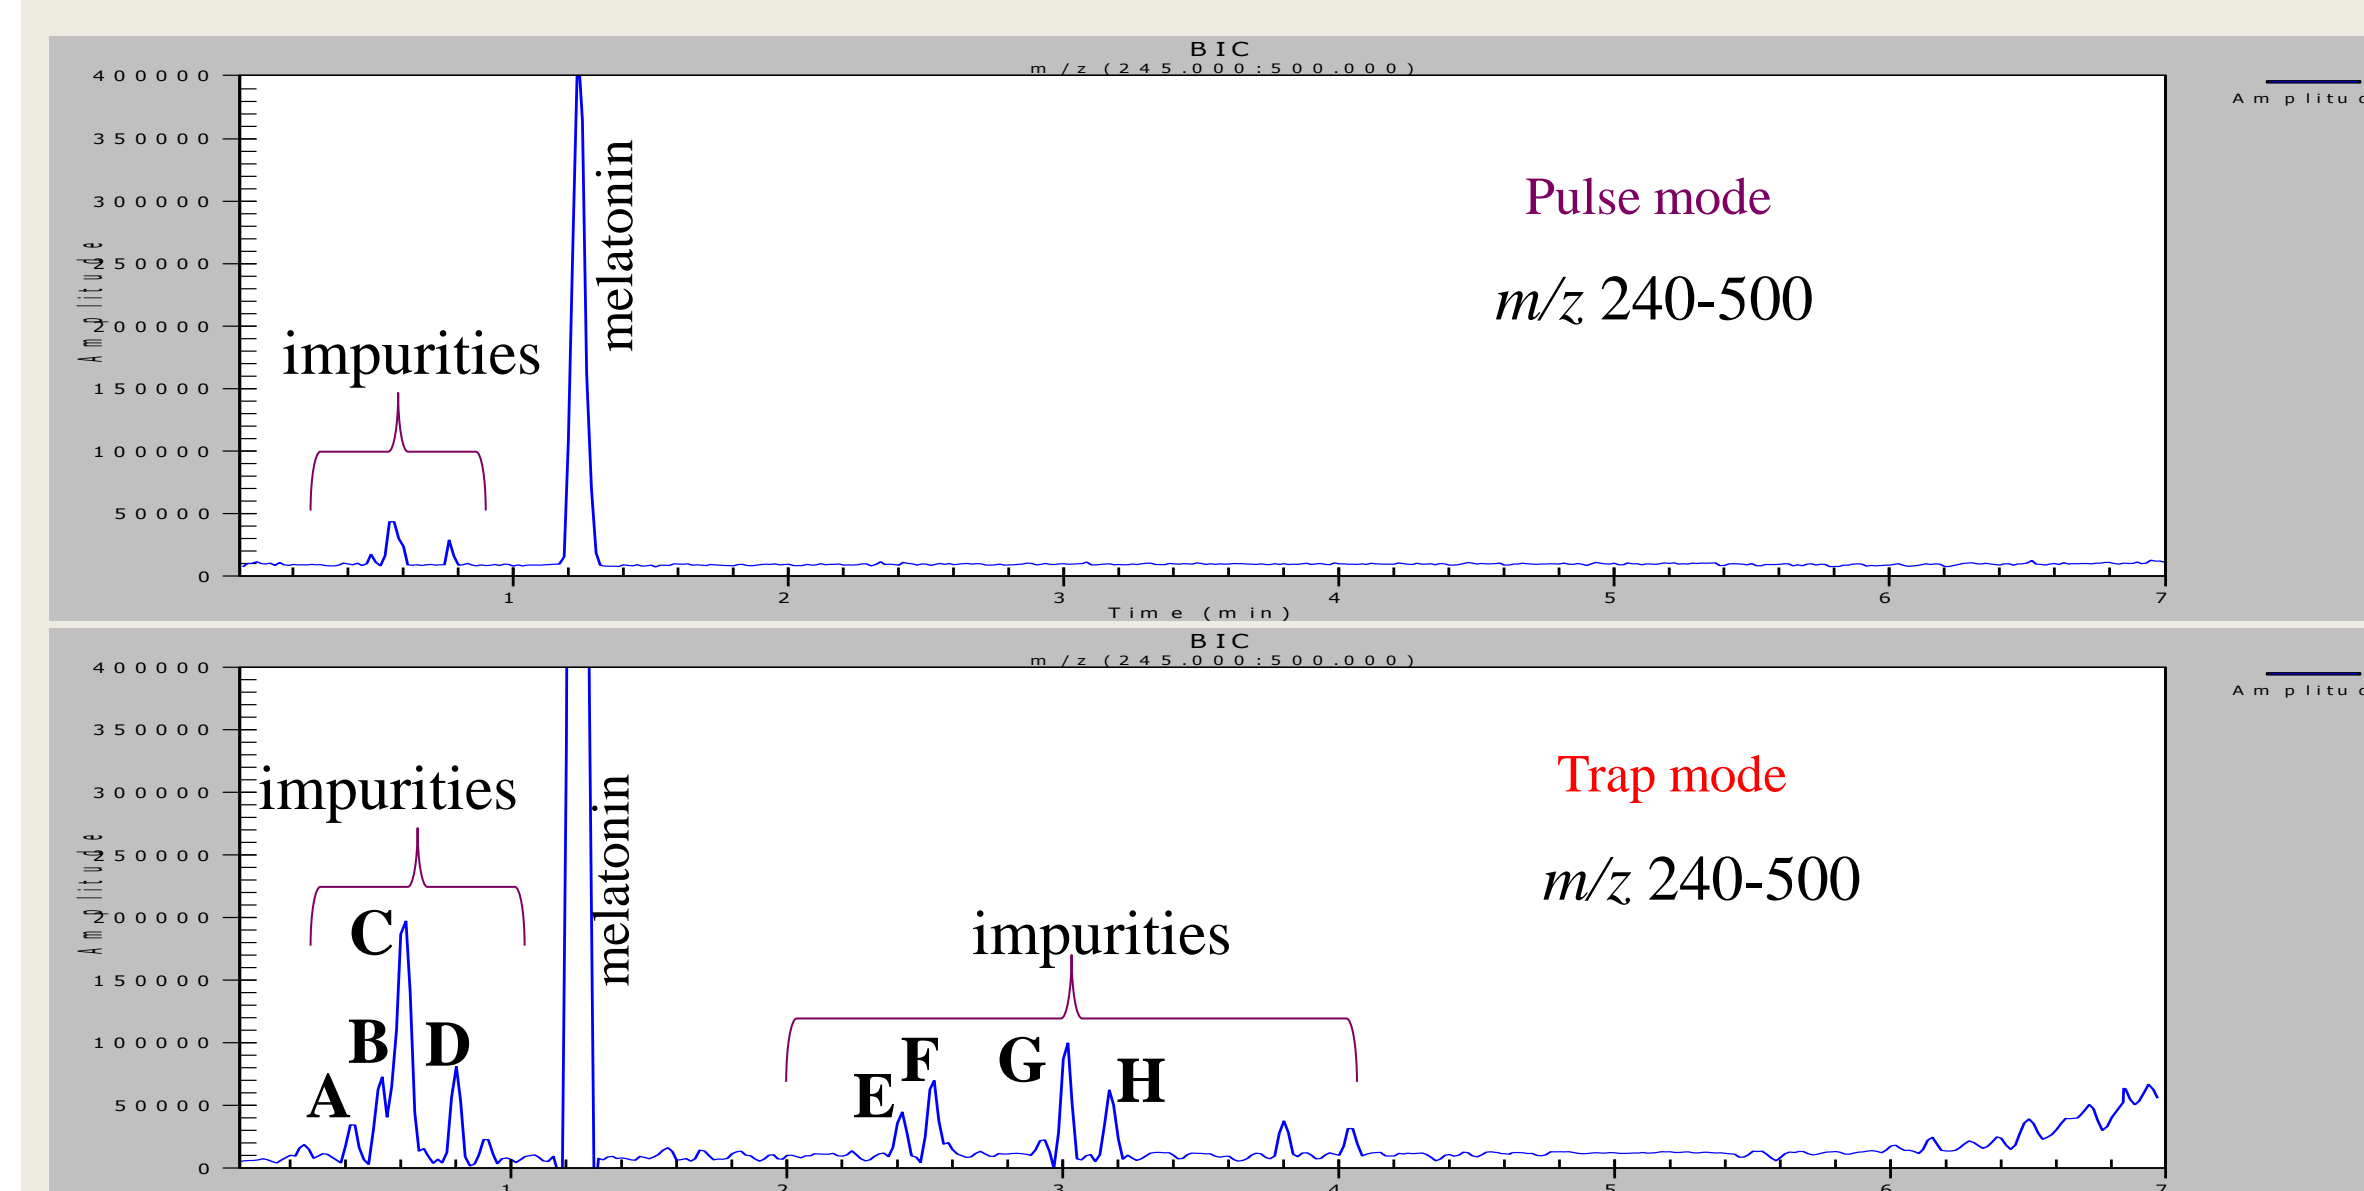 BIC
m/z (245.000:500.000)
400000
350000
300000
250000
200000
150000
100000
50000
0
Amplitude
impurities
melatonin
Pulse mode
m/z 240-500
1 2 3 4 5 6 7
Time (min)
BIC
m/z (245.000:500.000)
400000
350000
300000
250000
200000
150000
100000
50000
0
Amplitude
impurities
melatonin
Trap mode
m/z 240-500
impurities
A
B
C
D
E
F
G
H
1 2 3 4 5 6 7